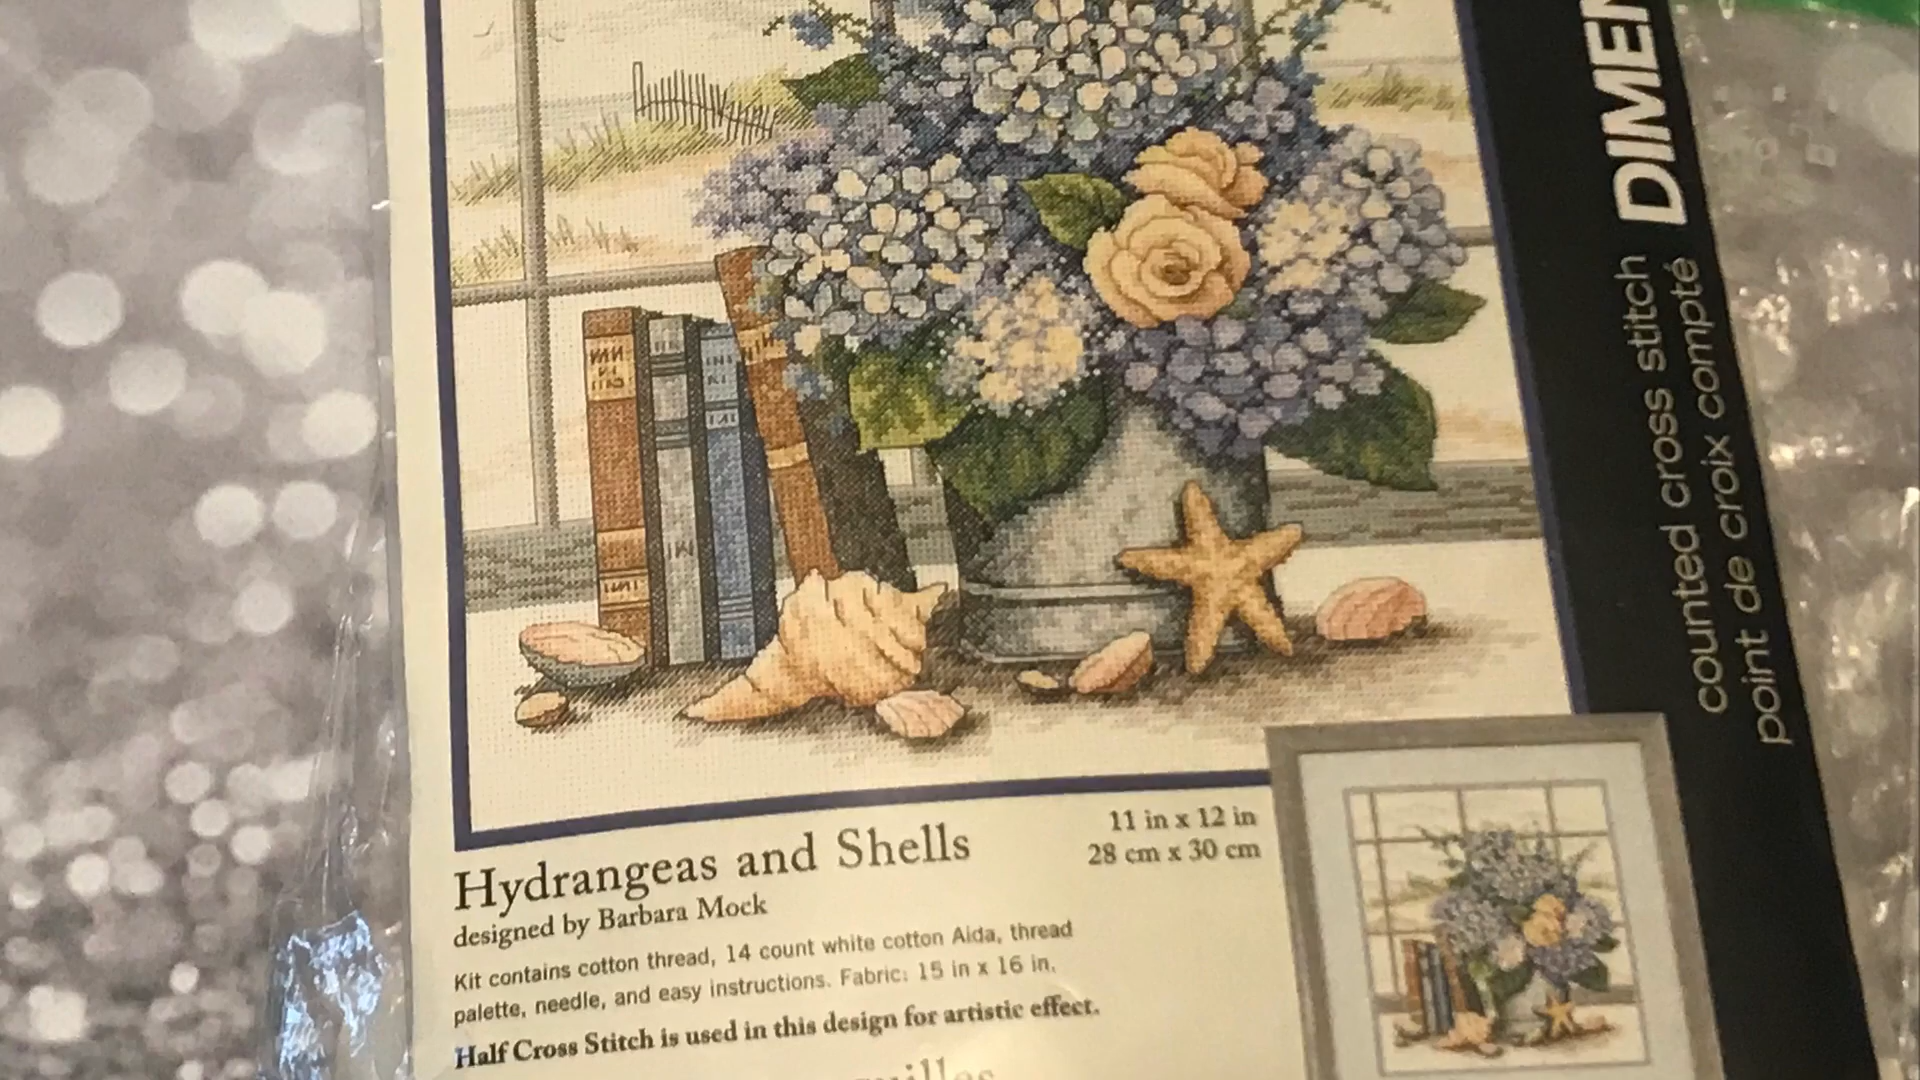 DIMEN
counted cross stitch
point de croix compté
Hydrangeas and Shells
designed by Barbara Mock
11 in x 12 in
28 cm x 30 cm
Kit contains cotton thread, 14 count white cotton Aida, thread
palette, needle, and easy instructions. Fabric: 15 in x 16 in.
Half Cross Stitch is used in this design for artistic effect.